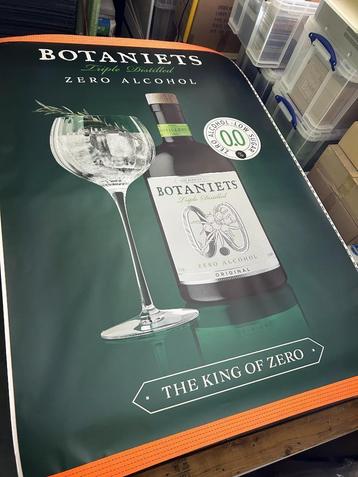 BOTANIETS
Triple Distilled
ZERO ALCOHOL
ZERO ALCOHOL - LOW SUGAR
0.0
BOTANIETS
Triple Distilled
ZERO ALCOHOL
ORIGINAL
THE KING OF ZERO